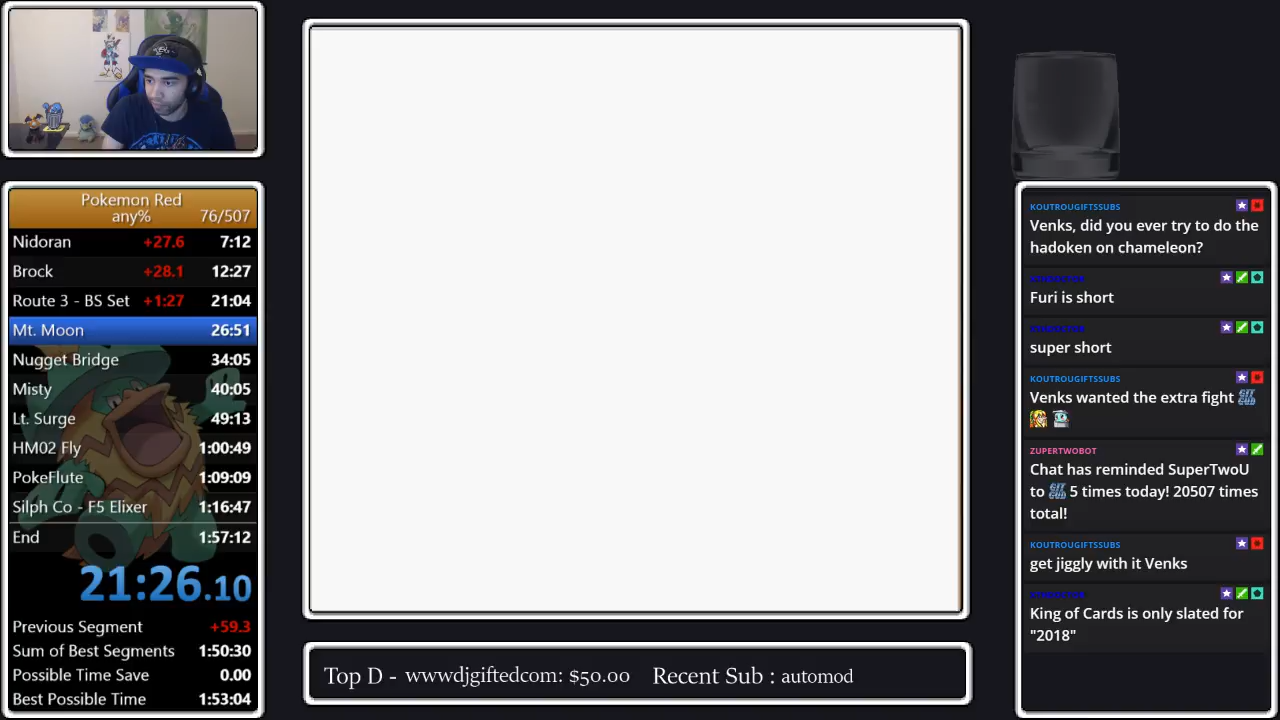 Pokemon Red
any% 76/507
Nidoran +27.6 7:12
Brock +28.1 12:27
Route 3 - BS Set +1:27 21:04
Mt. Moon 26:51
Nugget Bridge 34:05
Misty 40:05
Lt. Surge 49:13
HM02 Fly 1:00:49
PokeFlute 1:09:09
Silph Co - F5 Elixer 1:16:47
End 1:57:12
21:26.10
Previous Segment +59.3
Sum of Best Segments 1:50:30
Possible Time Save 0.00
Best Possible Time 1:53:04
Top D - wwwdjgiftedcom: $50.00 Recent Sub : automod
KOUTROUGIFTSSUBS
Venks, did you ever try to do the
hadoken on chameleon?
Furi is short
super short
KOUTROUGIFTSSUBS
Venks wanted the extra fight
ZUPERTWOBOT
Chat has reminded SuperTwoU
to 5 times today! 20507 times
total!
KOUTROUGIFTSSUBS
get jiggly with it Venks
King of Cards is only slated for
"2018"